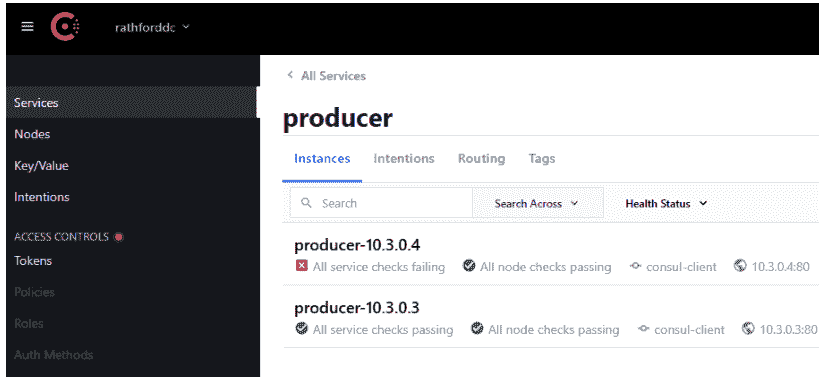 rathforddc
All Services
Services
producer
Nodes
Key/Value
Instances Intentions Routing Tags
Intentions
Search Search Across Health Status
ACCESS CONTROLS
Tokens
producer-10.3.0.4
All service checks failing All node checks passing consul-client 10.3.0.4:80
Policies
producer-10.3.0.3
Roles
All service checks passing All node checks passing consul-client 10.3.0.3:80
Auth Methods